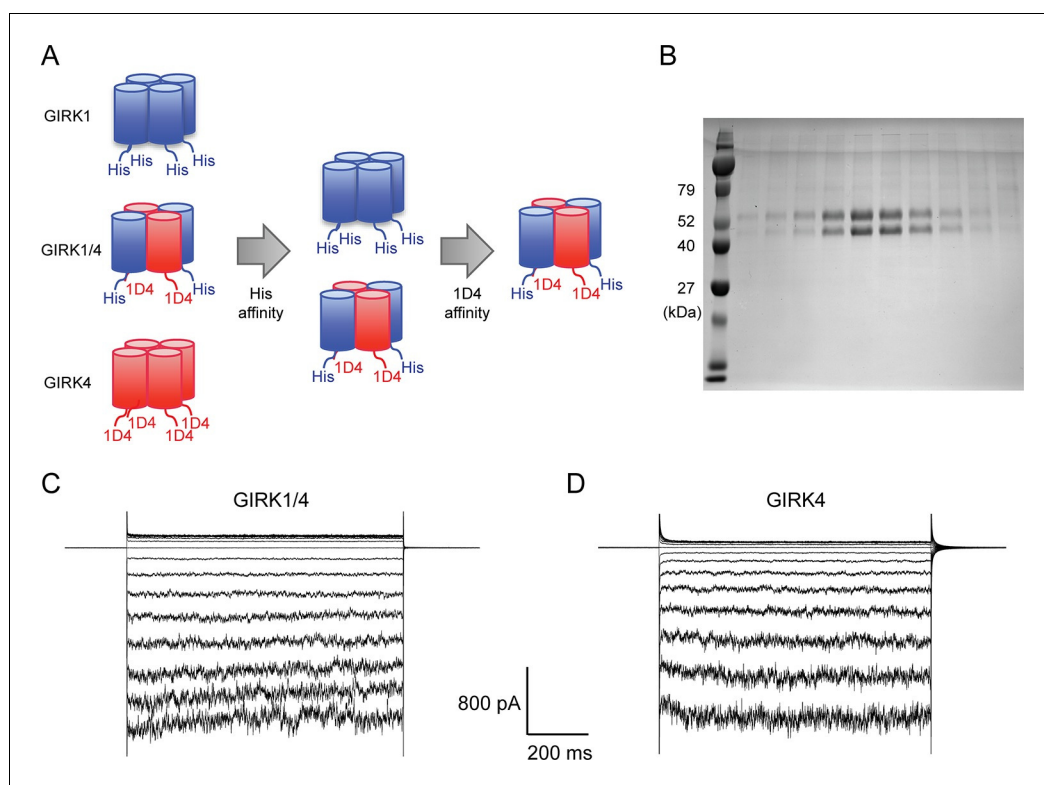 A
GIRK1
His
His
His
His
GIRK1/4
His
1D4
1D4
His
GIRK4
1D4
1D4
1D4
1D4
His
affinity
His
His
His
His
His
1D4
1D4
His
1D4
affinity
His
1D4
1D4
His
B
79
52
40
27
(kDa)
C
GIRK1/4
D
GIRK4
800 pA
200 ms